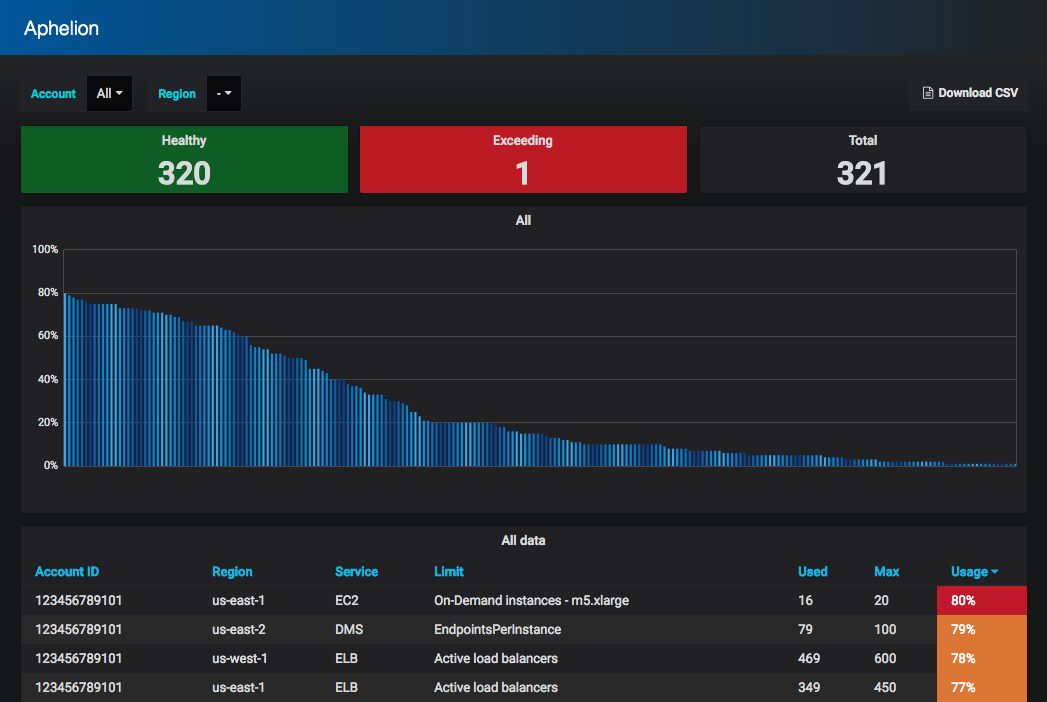 Aphelion
Account All Region - Download CSV
Healthy Exceeding Total
320 1 321
All
100%
80%
60%
40%
20%
0%
All data
Account ID Region Service Limit Used Max Usage
123456789101 us-east-1 EC2 On-Demand instances - m5.xlarge 16 20 80%
123456789101 us-east-2 DMS EndpointsPerInstance 79 100 79%
123456789101 us-west-1 ELB Active load balancers 469 600 78%
123456789101 us-east-1 ELB Active load balancers 349 450 77%